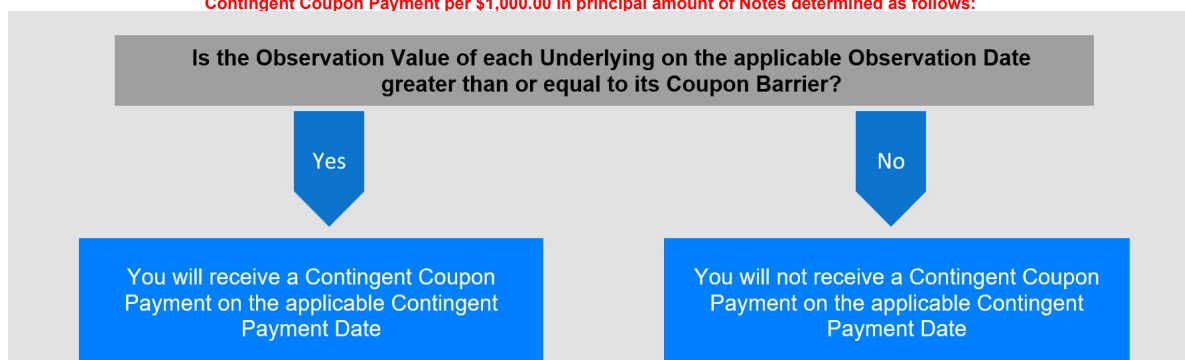 Contingent Coupon Payment per $1,000.00 in principal amount of Notes determined as follows:
Is the Observation Value of each Underlying on the applicable Observation Date
greater than or equal to its Coupon Barrier?
Yes
No
You will receive a Contingent Coupon
Payment on the applicable Contingent
Payment Date
You will not receive a Contingent Coupon
Payment on the applicable Contingent
Payment Date